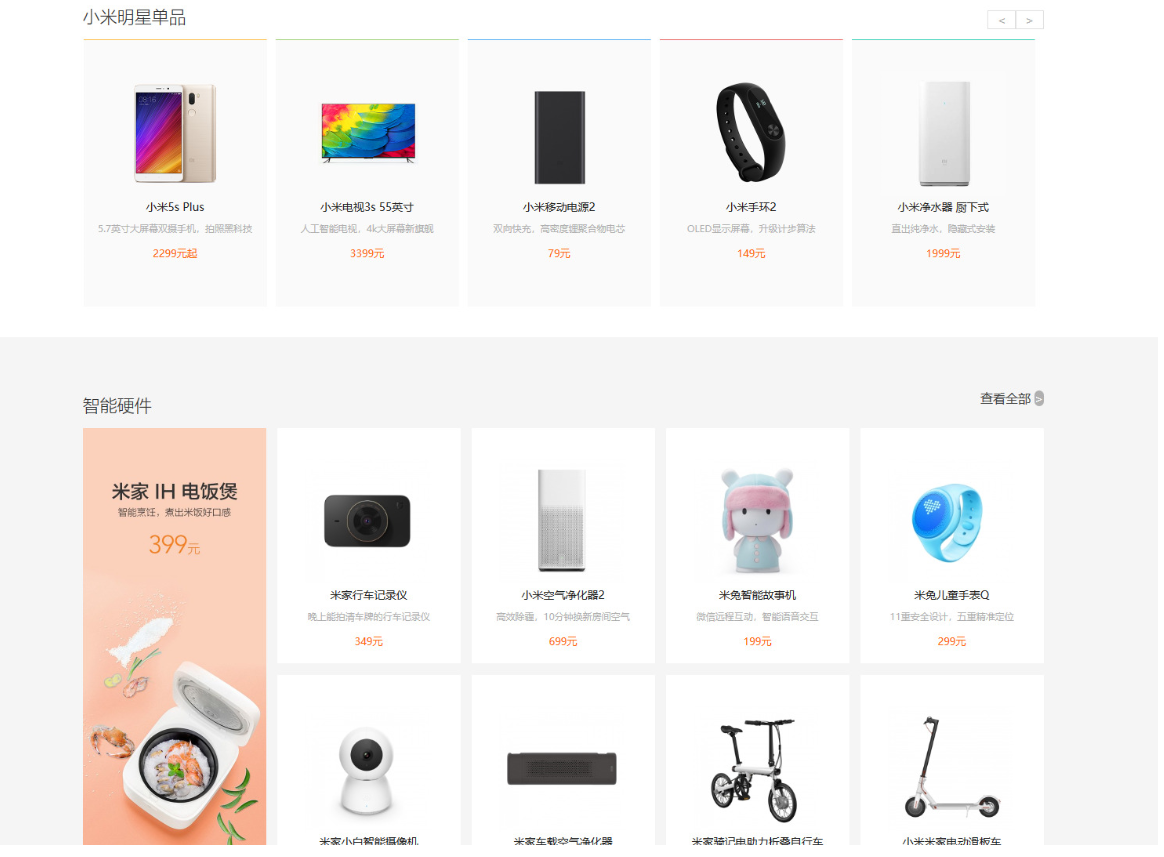 小米明星单品
< >
小米5s Plus
5.7英寸大屏幕双摄手机，拍照黑科技
2299元起
小米电视3s 55英寸
人工智能电视，4k大屏幕新旗舰
3399元
小米移动电源2
双向快充，高密度锂聚合物电芯
79元
小米手环2
OLED显示屏幕，升级计步算法
149元
小米净水器 厨下式
直出纯净水，隐藏式安装
1999元
智能硬件
查看全部 >
米家 IH 电饭煲
智能烹饪，煮出米饭好口感
399元
米家行车记录仪
晚上能拍清车牌的行车记录仪
349元
小米空气净化器2
高效除霾，10分钟换新房间空气
699元
米兔智能故事机
微信远程互动，智能语音交互
199元
米兔儿童手表Q
11重安全设计，五重精准定位
299元
米家小白智能摄像机
米家车载空气净化器
米家骑记电助力折叠自行车
小米米家电动滑板车